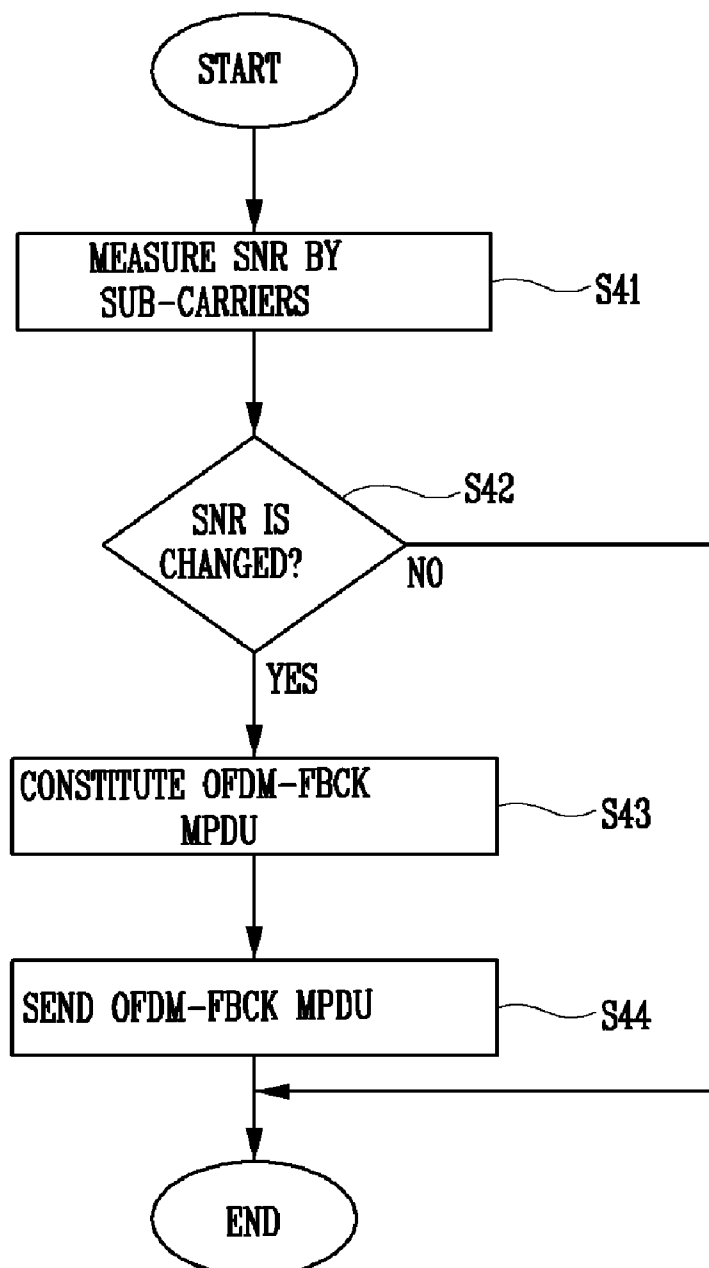 START
MEASURE SNR BY
SUB-CARRIERS
S41
S42
SNR IS
CHANGED?
NO
YES
CONSTITUTE OFDM-FBCK
MPDU
S43
SEND OFDM-FBCK MPDU
S44
END